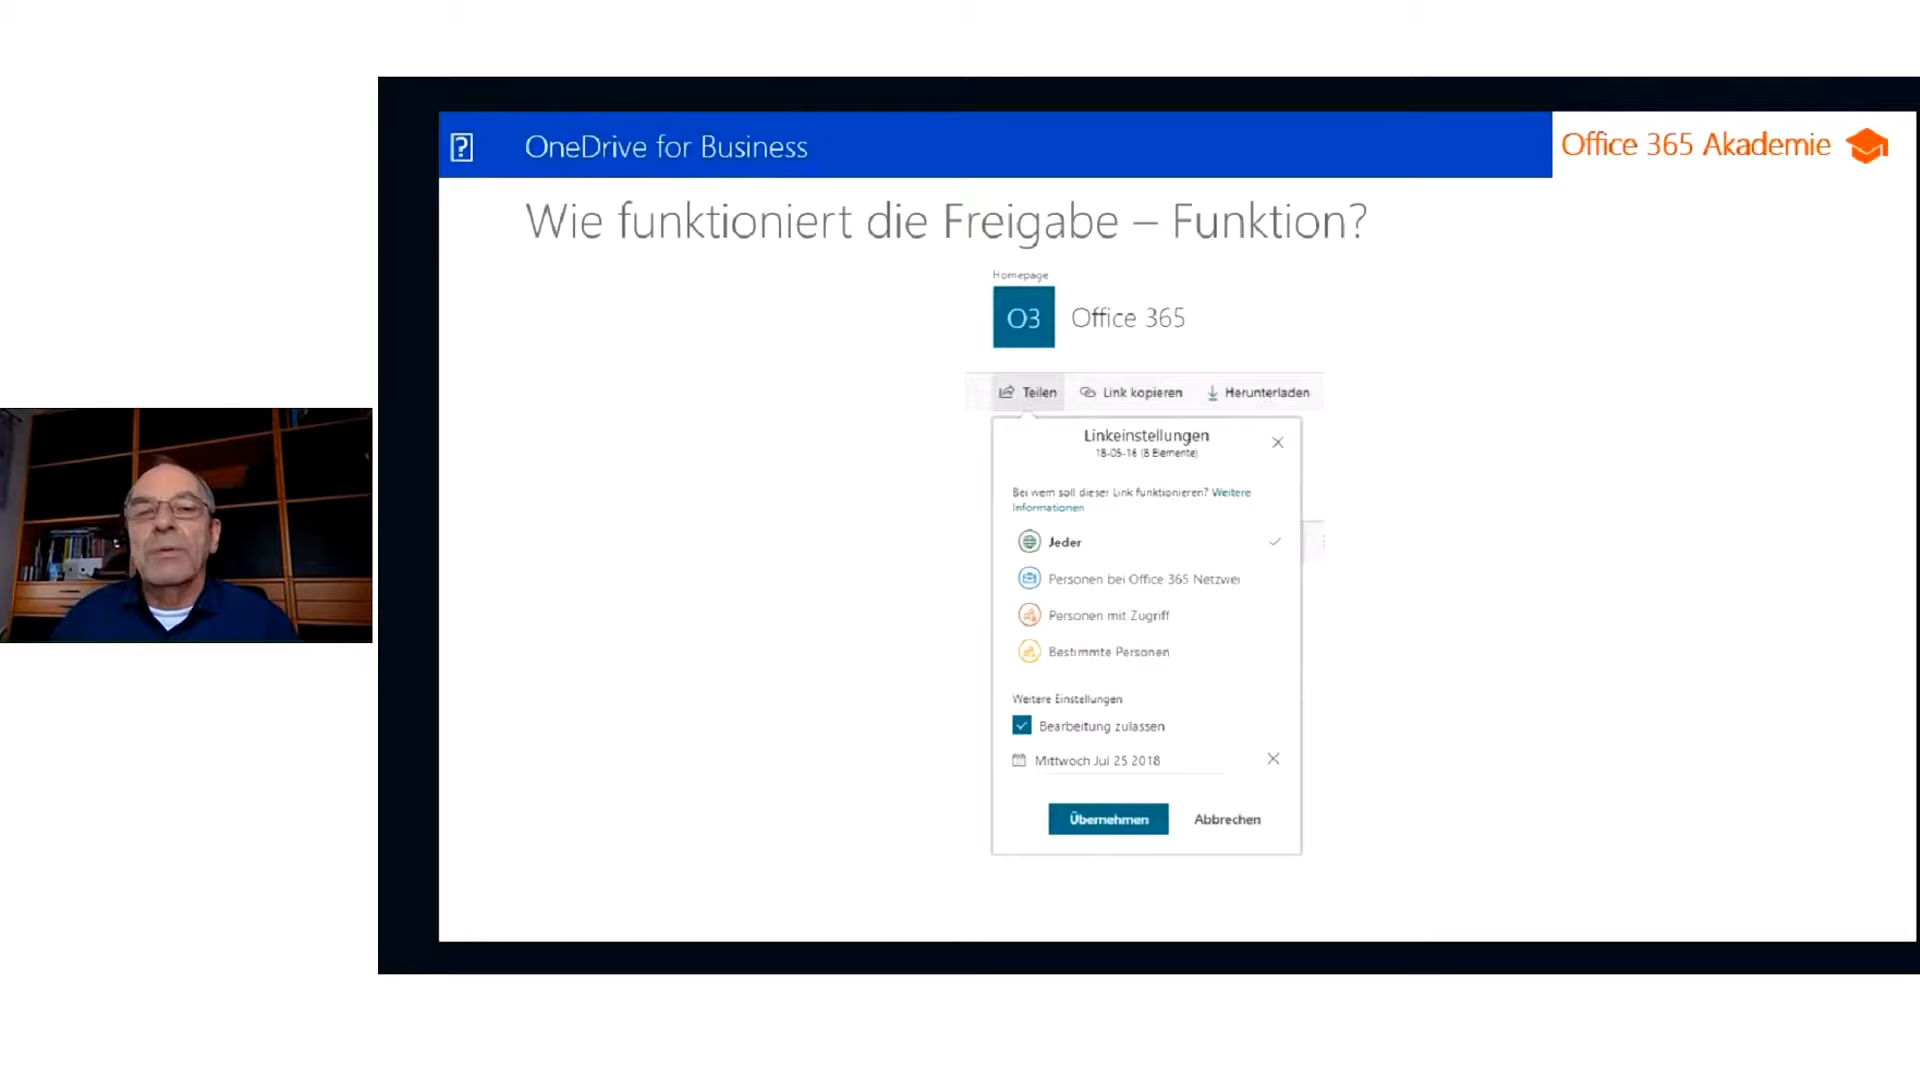 OneDrive for Business
Office 365 Akademie
Wie funktioniert die Freigabe – Funktion?
Homepage
O3 Office 365
Teilen Link kopieren Herunterladen
Linkeinstellungen
18-05-16 (8 Elemente)
Bei wem soll dieser Link funktionieren? Weitere
Informationen
Jeder
Personen bei Office 365 Netzwe
Personen mit Zugriff
Bestimmte Personen
Weitere Einstellungen
Bearbeitung zulassen
Mittwoch Jul 25 2018
Übernehmen Abbrechen